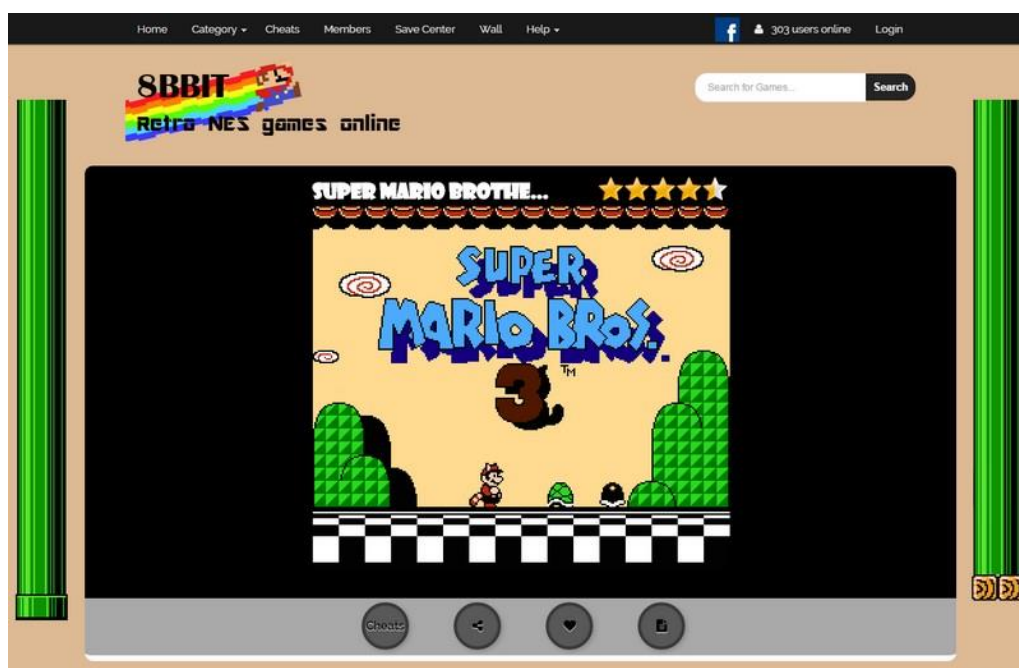 Home Category Cheats Members Save Center Wall Help f 303 users online Login
8BBIT
Retro NES games online
Search for Games... Search
SUPER MARIO BROTHE...
SUPER
MARIO BROS.
TM
3
Cheats